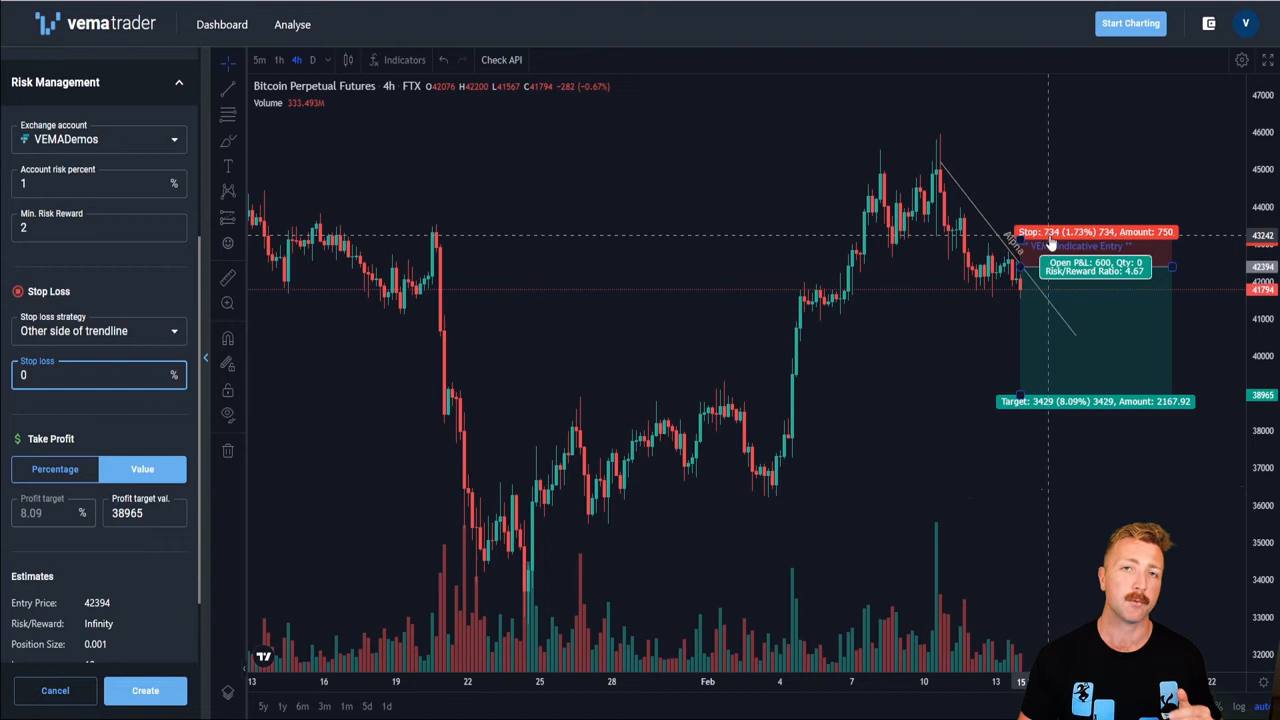 vematrader Dashboard Analyse Start Charting V
Risk Management
Exchange account
VEMADemos
Account risk percent
1 %
Min. Risk Reward
2
Stop Loss
Stop loss strategy
Other side of trendline
Stop loss
0 %
Take Profit
Percentage Value
Profit target
8.09 %
Profit target val.
38965
Estimates
Entry Price: 42394
Risk/Reward: Infinity
Position Size: 0.001
Cancel Create
5m 1h 4h D Indicators Check API
Bitcoin Perpetual Futures · 4h · FTX O42076 H42200 L41567 C41794 −282 (−0.67%)
Volume 333.493M
Alpha
Stop: 734 (1.73%) 734, Amount: 750
Indicative Entry **
Open P&L: 600, Qty: 0
Risk/Reward Ratio: 4.67
Target: 3429 (8.09%) 3429, Amount: 2167.92
47000
46000
45000
44000
43242
42394
41794
41000
40000
38965
38000
37000
36000
35000
34000
33000
32000
13 16 19 22 25 28 Feb 4 7 10 13 15 22
5y 1y 6m 3m 1m 5d 1d % log auto